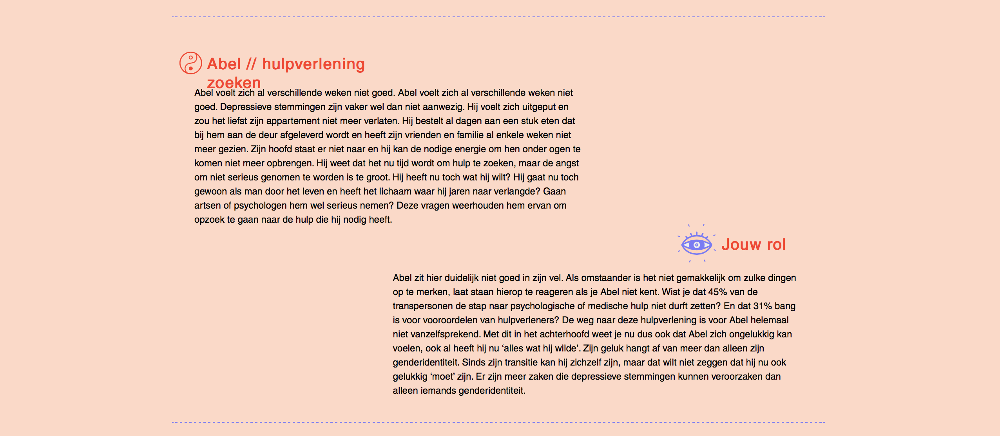 Abel // hulpverlening
zoeken
Abel voelt zich al verschillende weken niet goed. Abel voelt zich al verschillende weken niet
goed. Depressieve stemmingen zijn vaker wel dan niet aanwezig. Hij voelt zich uitgeput en
zou het liefst zijn appartement niet meer verlaten. Hij bestelt al dagen aan een stuk eten dat
bij hem aan de deur afgeleverd wordt en heeft zijn vrienden en familie al enkele weken niet
meer gezien. Zijn hoofd staat er niet naar en hij kan de nodige energie om hen onder ogen te
komen niet meer opbrengen. Hij weet dat het nu tijd wordt om hulp te zoeken, maar de angst
om niet serieus genomen te worden is te groot. Hij heeft nu toch wat hij wilt? Hij gaat nu toch
gewoon als man door het leven en heeft het lichaam waar hij jaren naar verlangde? Gaan
artsen of psychologen hem wel serieus nemen? Deze vragen weerhouden hem ervan om
opzoek te gaan naar de hulp die hij nodig heeft.
Jouw rol
Abel zit hier duidelijk niet goed in zijn vel. Als omstaander is het niet gemakkelijk om zulke dingen
op te merken, laat staan hierop te reageren als je Abel niet kent. Wist je dat 45% van de
transpersonen de stap naar psychologische of medische hulp niet durft zetten? En dat 31% bang
is voor vooroordelen van hulpverleners? De weg naar deze hulpverlening is voor Abel helemaal
niet vanzelfsprekend. Met dit in het achterhoofd weet je nu dus ook dat Abel zich ongelukkig kan
voelen, ook al heeft hij nu ‘alles wat hij wilde’. Zijn geluk hangt af van meer dan alleen zijn
genderidentiteit. Sinds zijn transitie kan hij zichzelf zijn, maar dat wilt niet zeggen dat hij nu ook
gelukkig ‘moet’ zijn. Er zijn meer zaken die depressieve stemmingen kunnen veroorzaken dan
alleen iemands genderidentiteit.